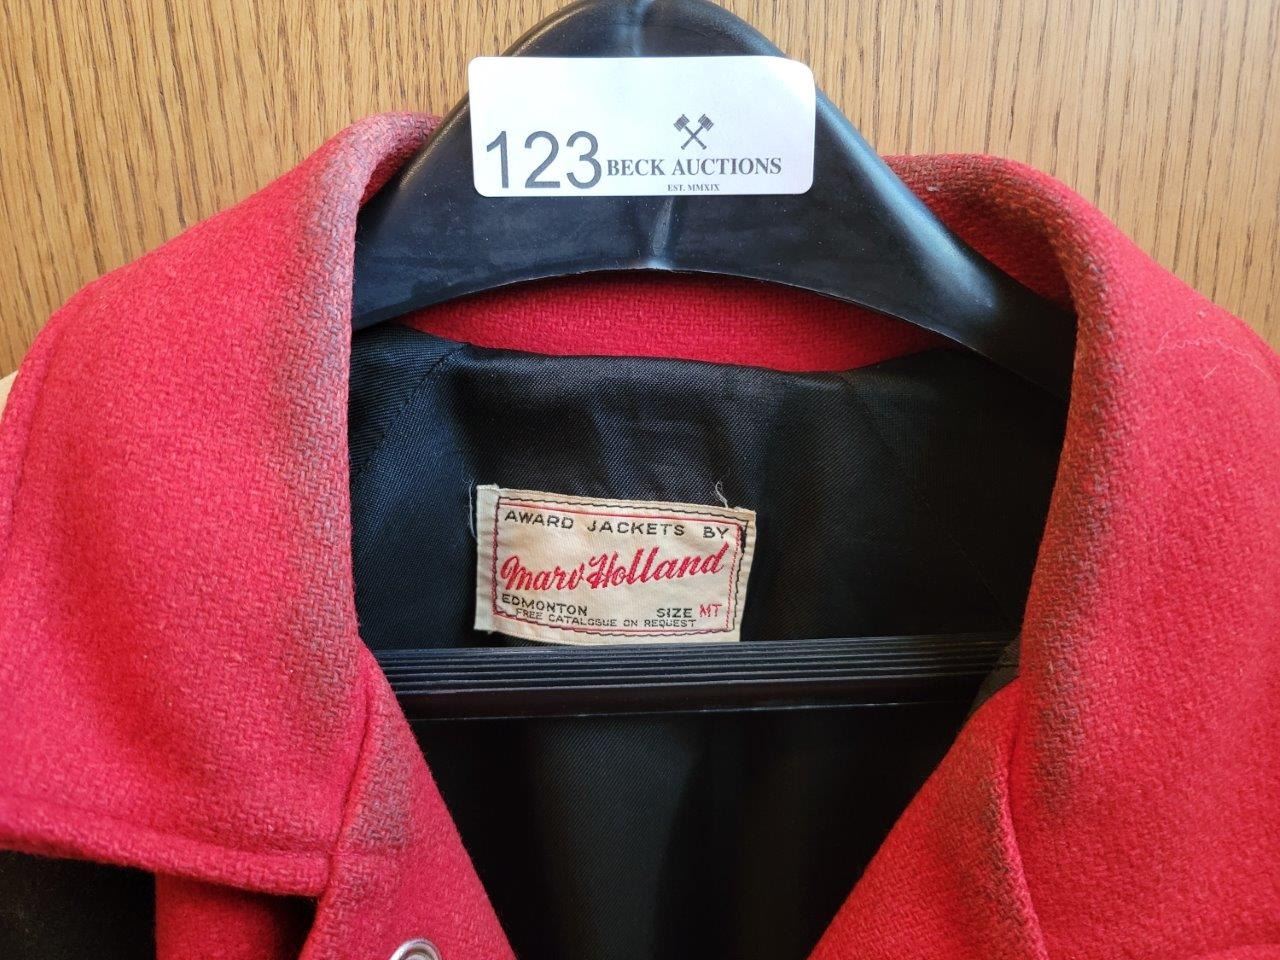 123
BECK AUCTIONS
EST. MMXIX
AWARD JACKETS BY
Marv Holland
EDMONTON SIZE MT
FREE CATALOGUE ON REQUEST